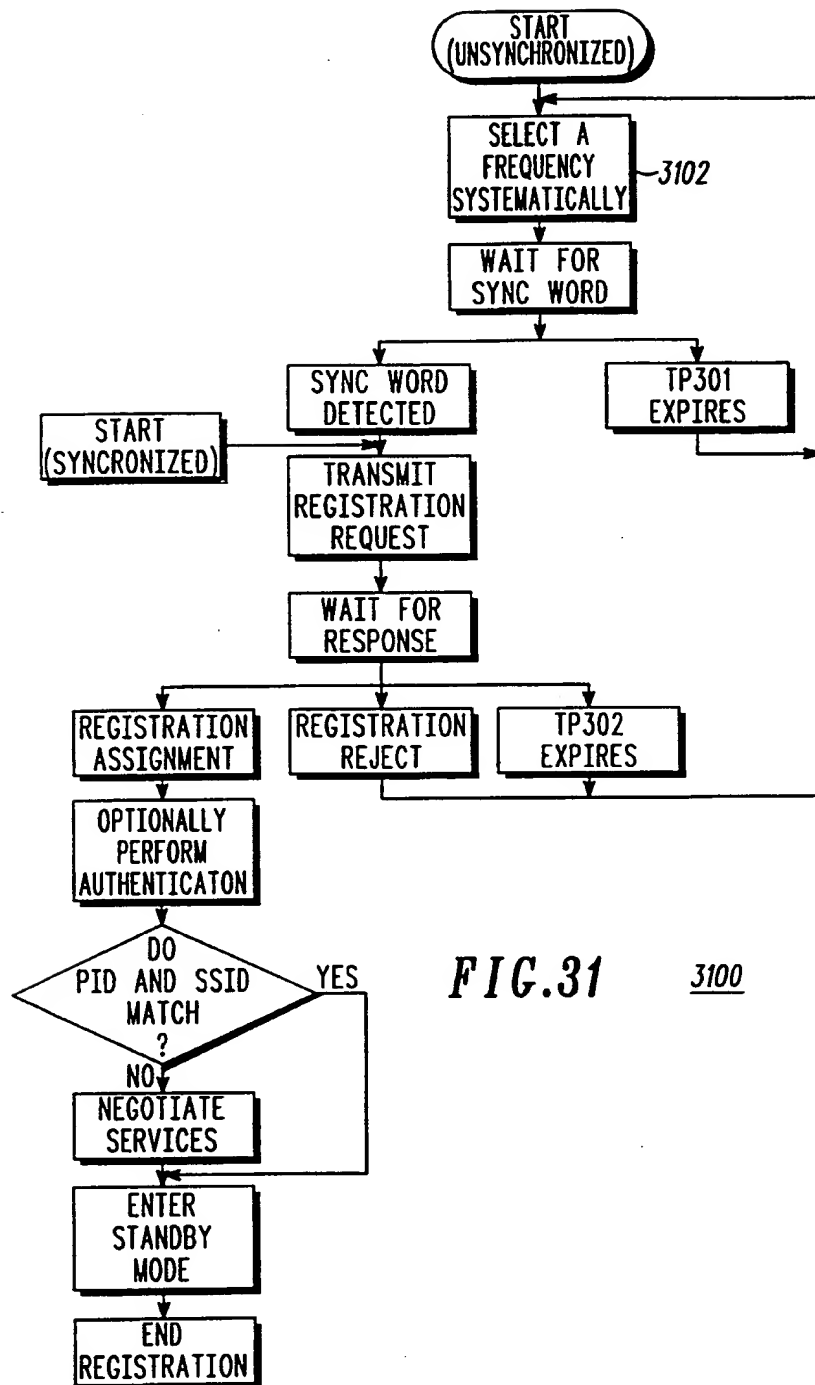 START
(UNSYNCHRONIZED)
SELECT A
FREQUENCY
SYSTEMATICALLY
3102
WAIT FOR
SYNC WORD
SYNC WORD
DETECTED
TP301
EXPIRES
START
(SYNCRONIZED)
TRANSMIT
REGISTRATION
REQUEST
WAIT FOR
RESPONSE
REGISTRATION
ASSIGNMENT
REGISTRATION
REJECT
TP302
EXPIRES
OPTIONALLY
PERFORM
AUTHENTICATON
DO
PID AND SSID
MATCH
?
YES
NO
FIG.31
3100
NEGOTIATE
SERVICES
ENTER
STANDBY
MODE
END
REGISTRATION